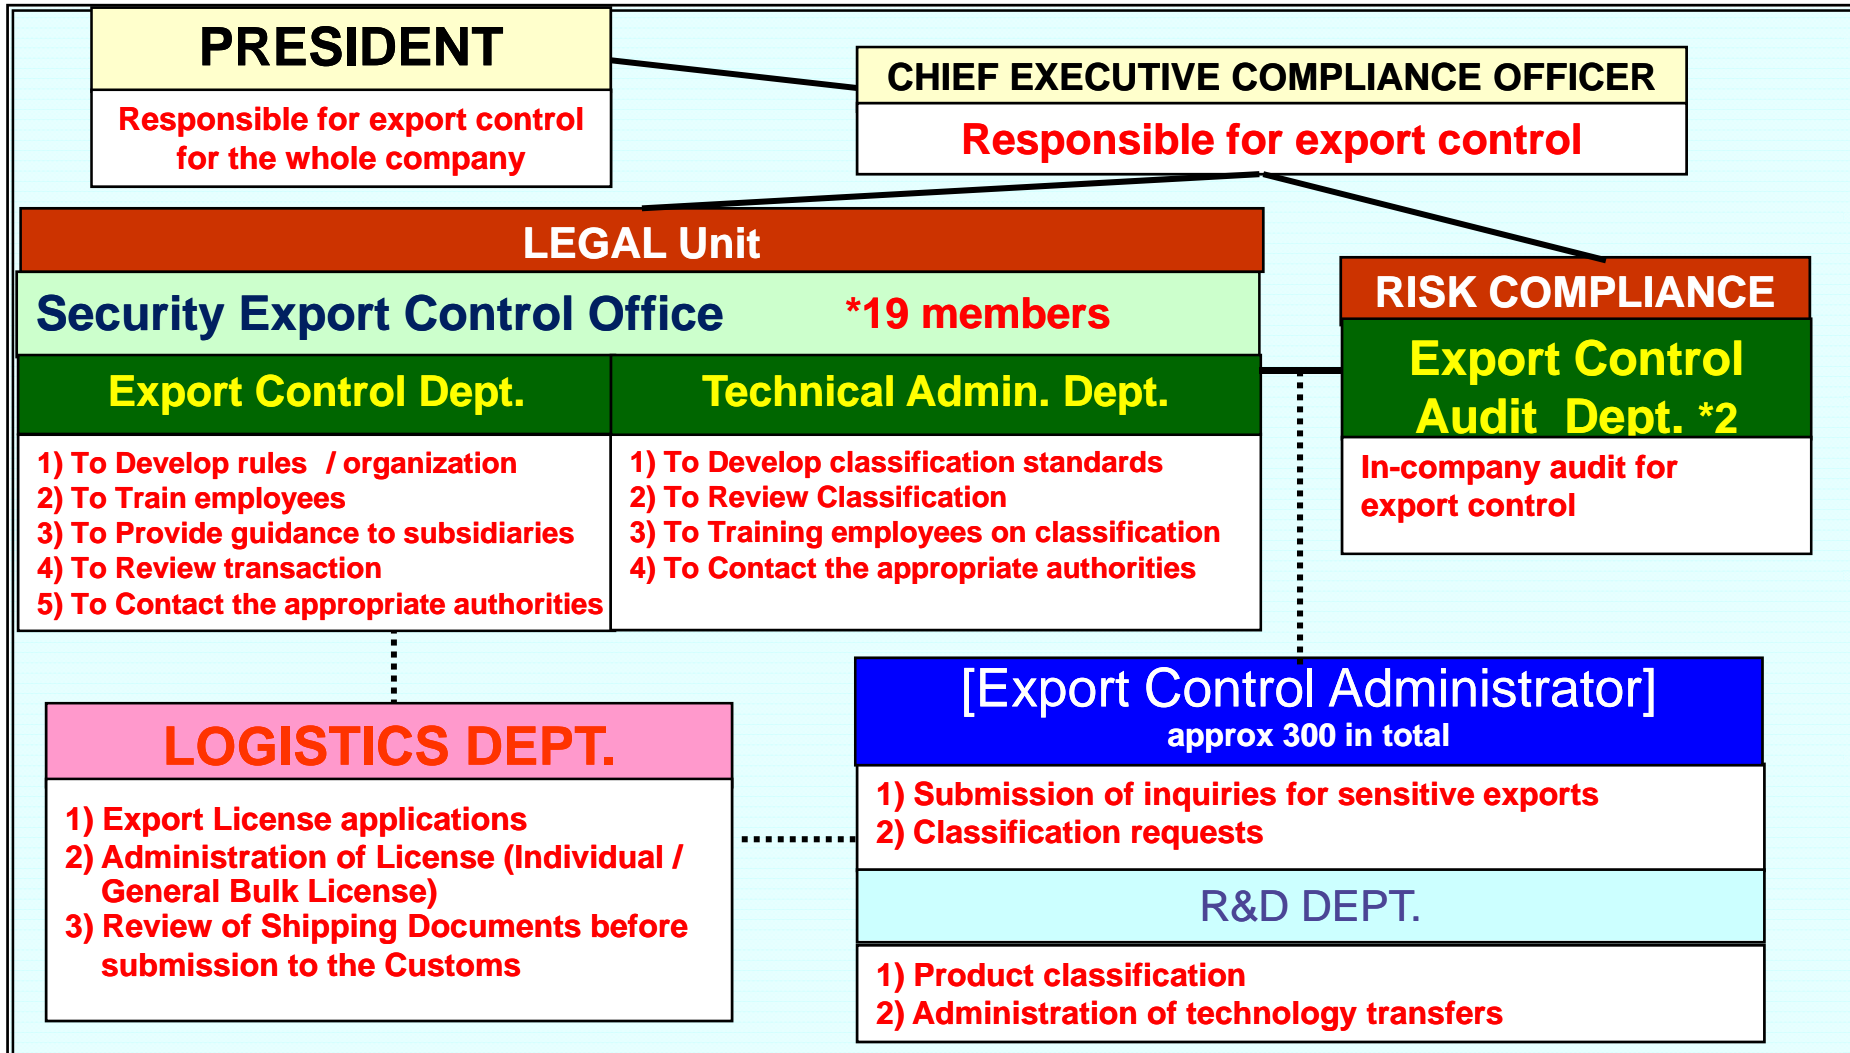 PRESIDENT
Responsible for export control
for the whole company
CHIEF EXECUTIVE COMPLIANCE OFFICER
Responsible for export control
LEGAL Unit
Security Export Control Office *19 members
Export Control Dept.
1) To Develop rules / organization
2) To Train employees
3) To Provide guidance to subsidiaries
4) To Review transaction
5) To Contact the appropriate authorities
Technical Admin. Dept.
1) To Develop classification standards
2) To Review Classification
3) To Training employees on classification
4) To Contact the appropriate authorities
RISK COMPLIANCE
Export Control
Audit Dept. *2
In-company audit for
export control
LOGISTICS DEPT.
1) Export License applications
2) Administration of License (Individual /
General Bulk License)
3) Review of Shipping Documents before
submission to the Customs
[Export Control Administrator]
approx 300 in total
1) Submission of inquiries for sensitive exports
2) Classification requests
R&D DEPT.
1) Product classification
2) Administration of technology transfers